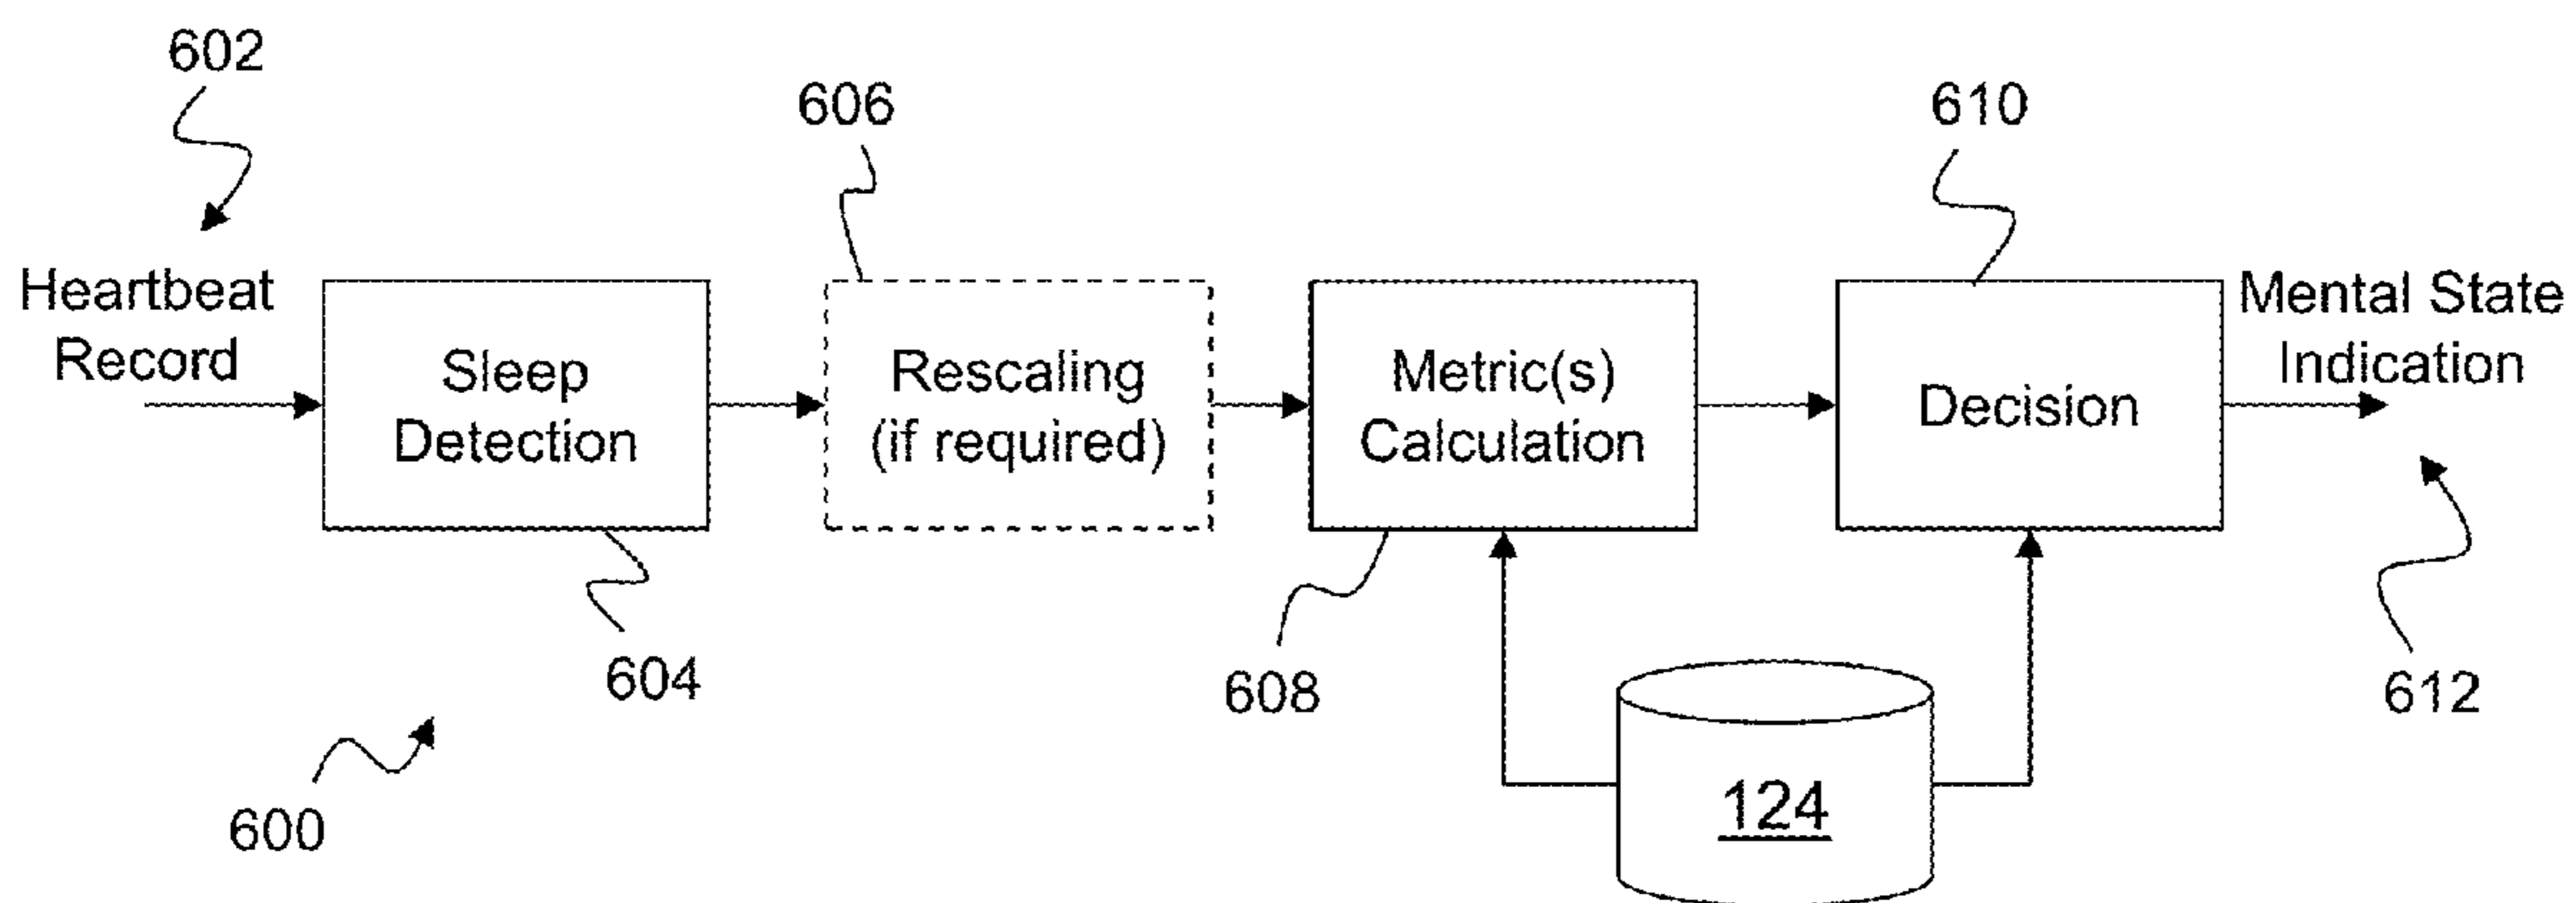 602
606
610
Heartbeat
Record
Sleep
Detection
Rescaling
(if required)
Metric(s)
Calculation
Decision
Mental State
Indication
604
608
612
600
124